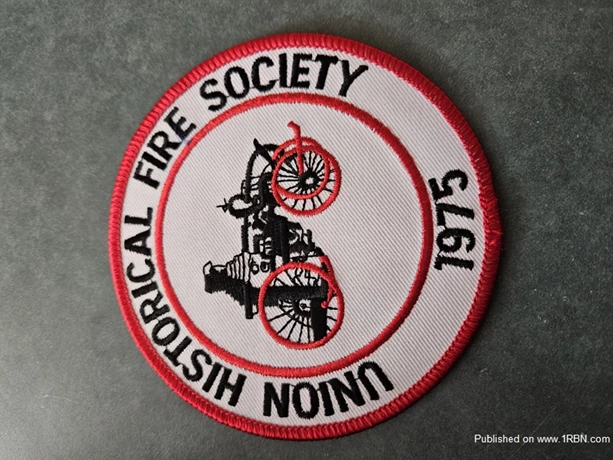 UNION HISTORICAL FIRE SOCIETY
1975
Published on www.1RBN.com